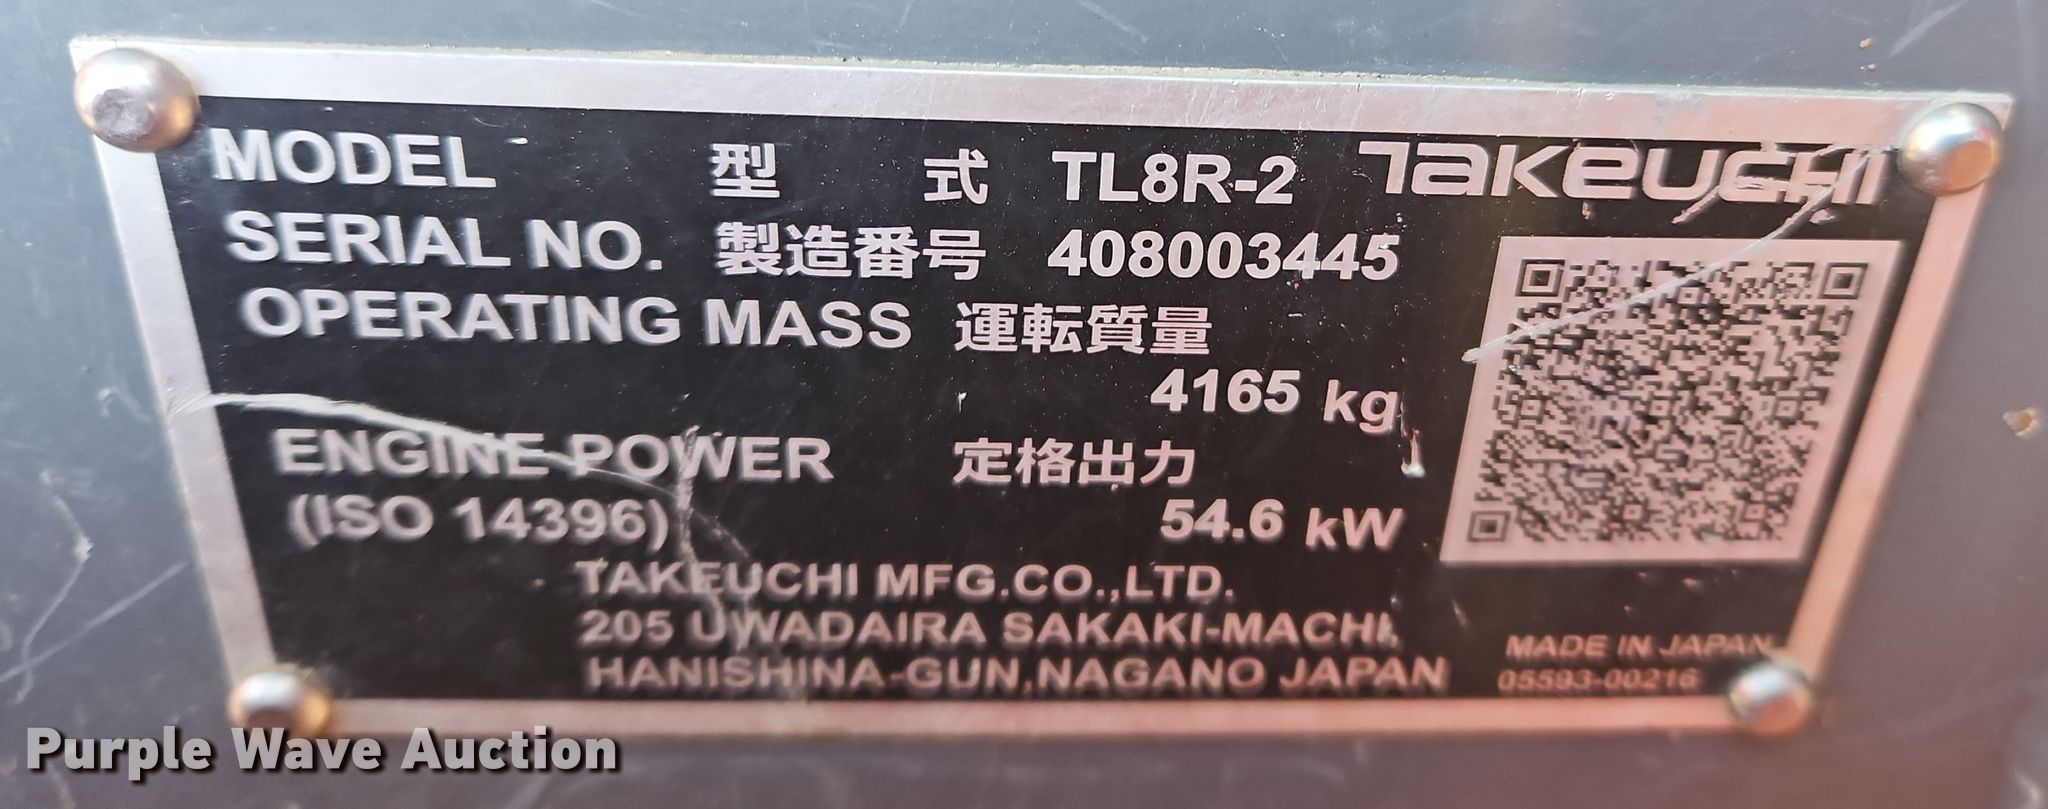 MODEL 型 式 TL8R-2 TAKEUCHI
SERIAL NO. 製造番号 408003445
OPERATING MASS 運転質量
4165 kg
ENGINE POWER 定格出力
(ISO 14396) 54.6 kW
TAKEUCHI MFG.CO.,LTD.
205 UWADAIRA SAKAKI-MACHI,
HANISHINA-GUN,NAGANO JAPAN
MADE IN JAPAN
05593-00216
Purple Wave Auction